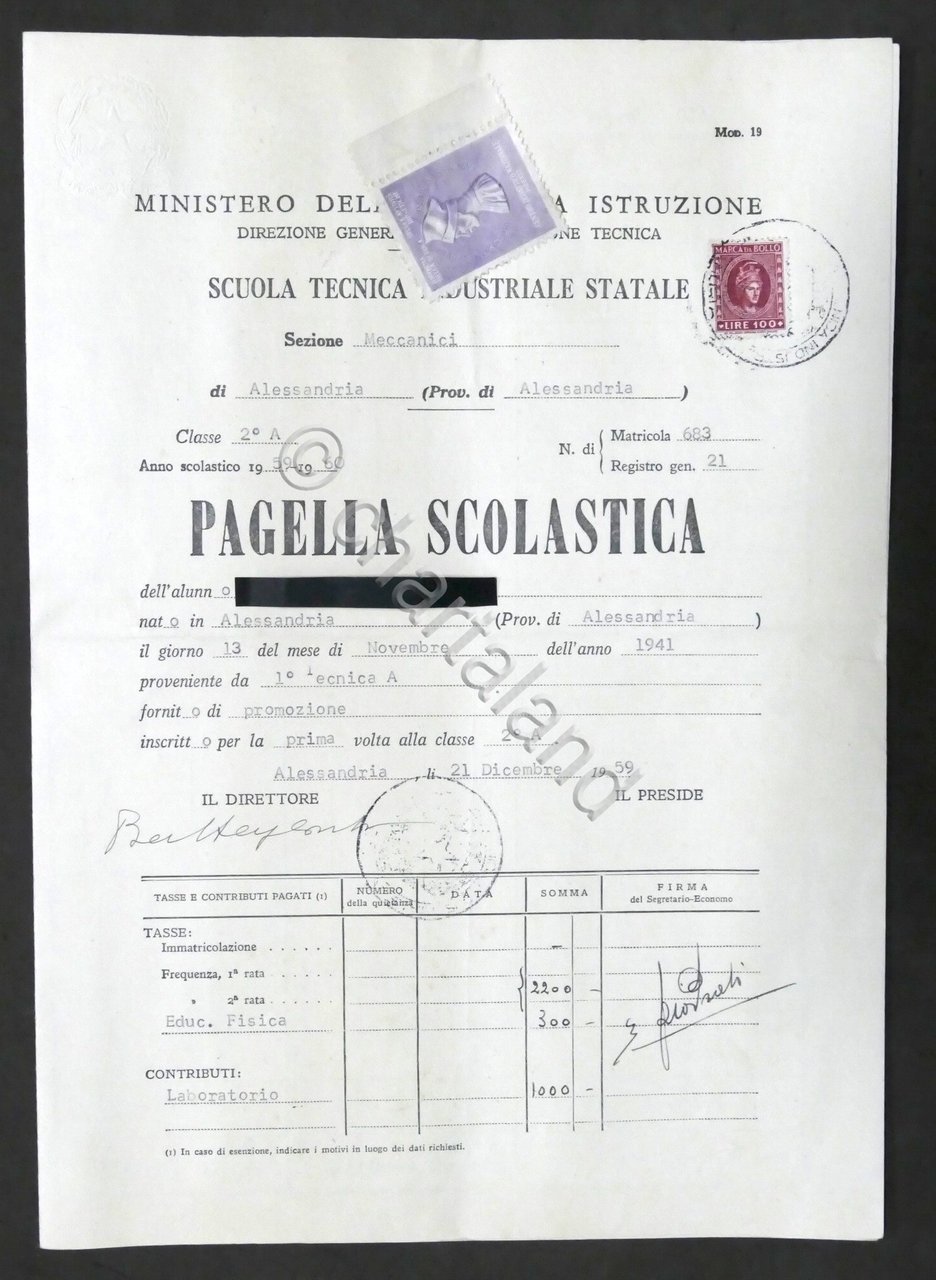 Mod. 19
MINISTERO DEL A ISTRUZIONE
DIREZIONE GENER ONE TECNICA
SCUOLA TECNICA INDUSTRIALE STATALE
MARCA DA BOLLO
LIRE 100
Sezione Meccanici
di Alessandria (Prov. di Alessandria )
Classe 2° A
N. di { Matricola 683
Anno scolastico 19 59-19 60
Registro gen. 21
PAGELLA SCOLASTICA
dell'alunn o
nat o in Alessandria (Prov. di Alessandria )
il giorno 13 del mese di Novembre dell'anno 1941
proveniente da 1° Tecnica A
fornit o di promozione
inscritt o per la prima volta alla classe 2° A.
Alessandria , lì 21 Dicembre 19 59
IL DIRETTORE IL PRESIDE
TASSE E CONTRIBUTI PAGATI (1) NUMERO della quietanza DATA SOMMA FIRMA del Segretario-Economo
TASSE:
Immatricolazione . . . . . . –
Frequenza, 1ª rata . . . . . .
» 2ª rata . . . . . . { 2200 –
Educ. Fisica 300 –
CONTRIBUTI:
Laboratorio 1000 –
(1) In caso di esenzione, indicare i motivi in luogo dei dati richiesti.
© chartaland